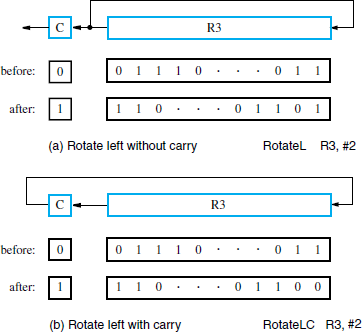 C R3
before: 0 0 1 1 1 0 · · · 0 1 1
after: 1 1 1 0 · · · 0 1 1 0 1
(a) Rotate left without carry RotateL R3, #2
C R3
before: 0 0 1 1 1 0 · · · 0 1 1
after: 1 1 1 0 · · · 0 1 1 0 0
(b) Rotate left with carry RotateLC R3, #2